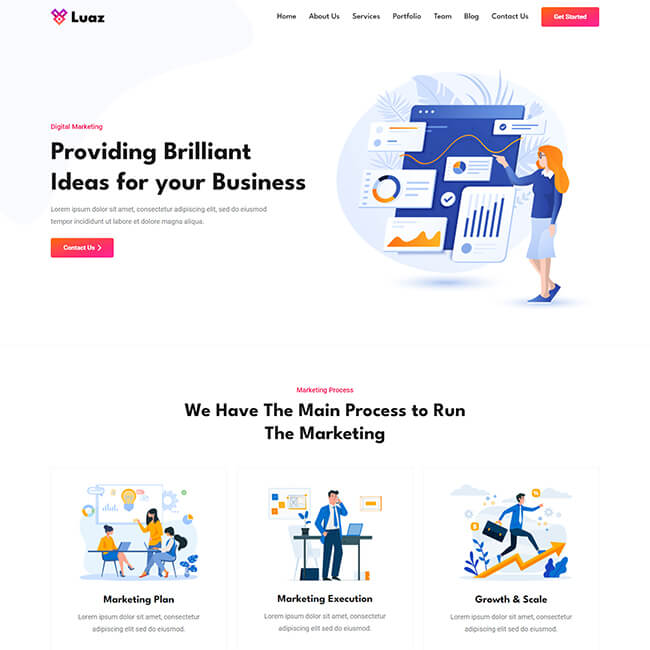 Luaz
Home About Us Services Portfolio Team Blog Contact Us Get Started
Digital Marketing
Providing Brilliant
Ideas for your Business
Lorem ipsum dolor sit amet, consectetur adipiscing elit, sed do eiusmod
tempor incididunt ut labore et dolore magna aliqua.
Contact Us
Marketing Process
We Have The Main Process to Run
The Marketing
Marketing Plan
Lorem ipsum dolor sit amet, consectetur
adipiscing elit, sed do eiusmod.
Marketing Execution
Lorem ipsum dolor sit amet, consectetur
adipiscing elit, sed do eiusmod.
Growth & Scale
Lorem ipsum dolor sit amet, consectetur
adipiscing elit, sed do eiusmod.